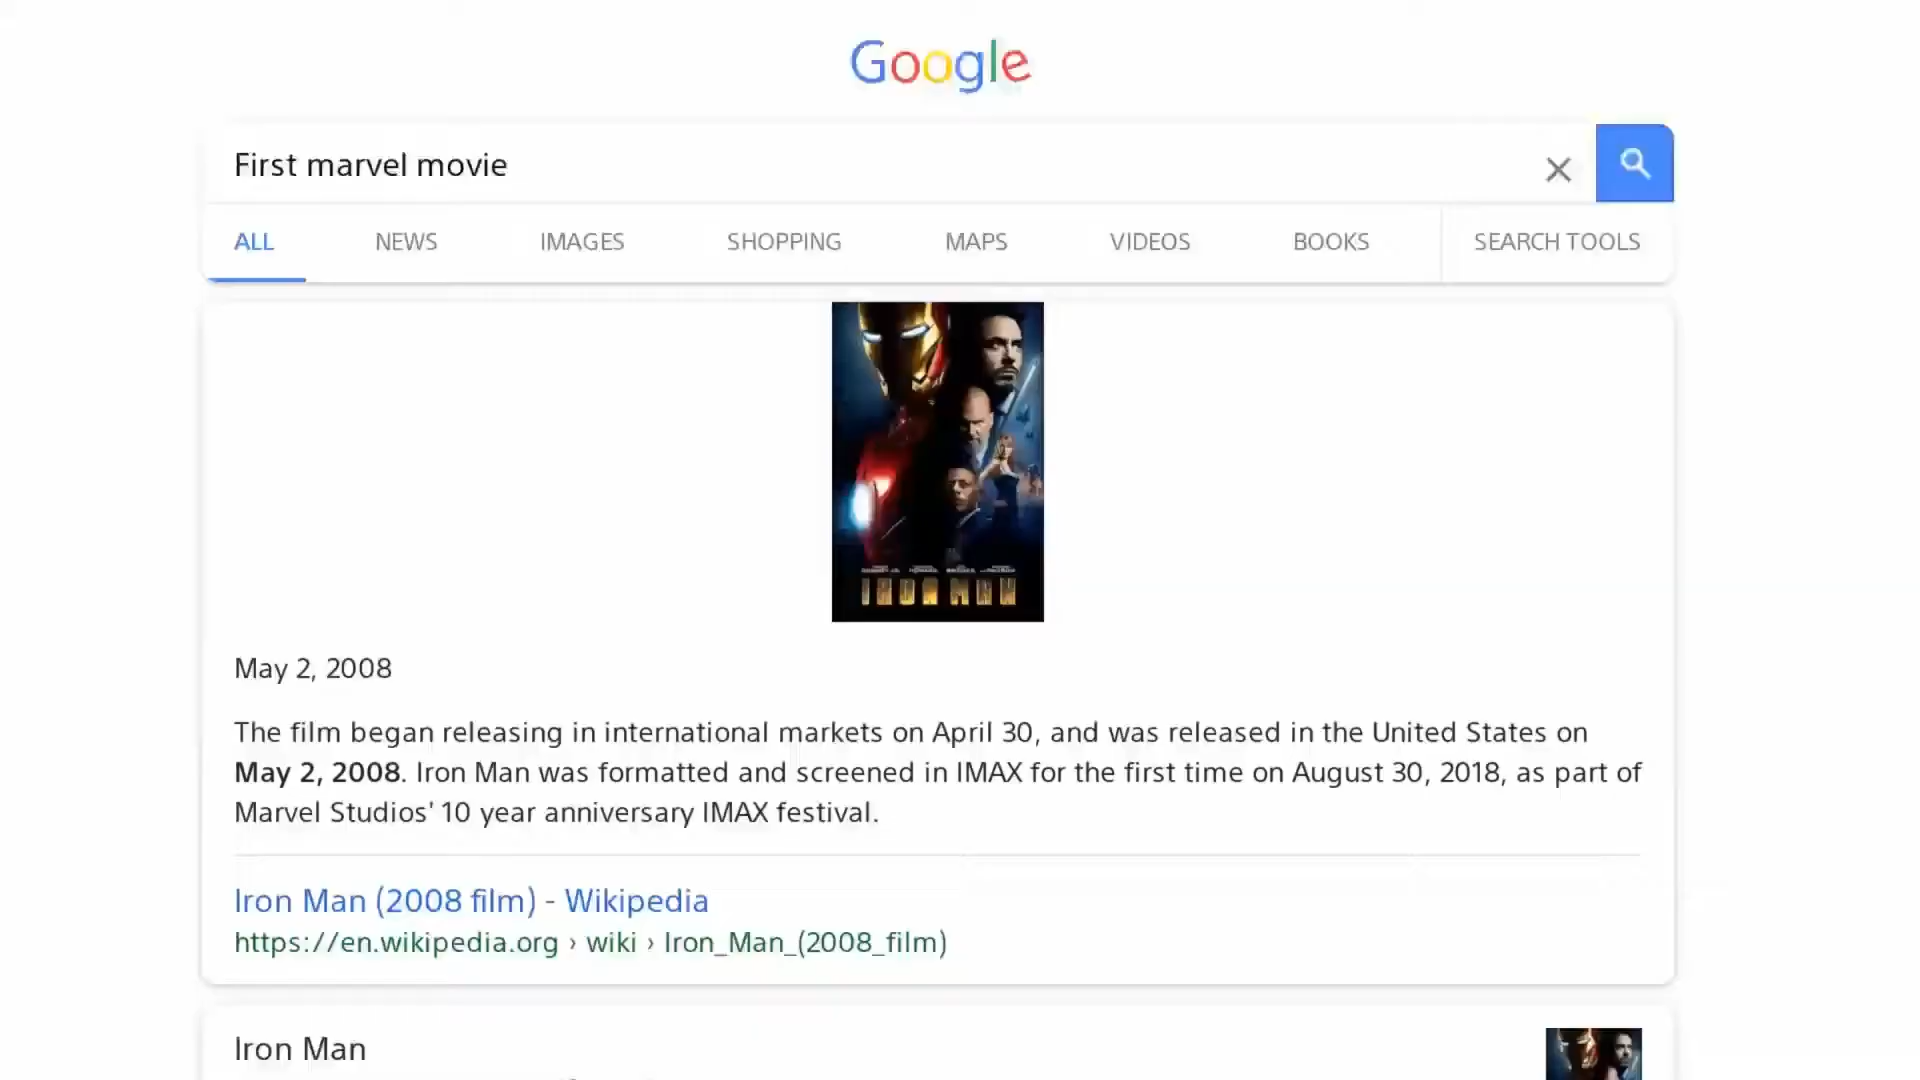 Google
First marvel movie
ALL NEWS IMAGES SHOPPING MAPS VIDEOS BOOKS SEARCH TOOLS
IRON MAN
May 2, 2008
The film began releasing in international markets on April 30, and was released in the United States on
May 2, 2008. Iron Man was formatted and screened in IMAX for the first time on August 30, 2018, as part of
Marvel Studios' 10 year anniversary IMAX festival.
Iron Man (2008 film) - Wikipedia
https://en.wikipedia.org › wiki › Iron_Man_(2008_film)
Iron Man